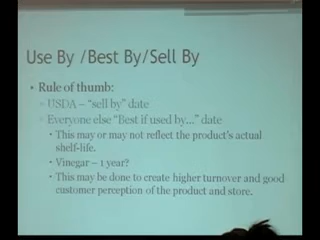 Use By /Best By/Sell By
• Rule of thumb:
▫ USDA – “sell by” date
▫ Everyone else “Best if used by...” date
• This may or may not reflect the product's actual
shelf-life.
• Vinegar – 1 year?
• This may be done to create higher turnover and good
customer perception of the product and store.